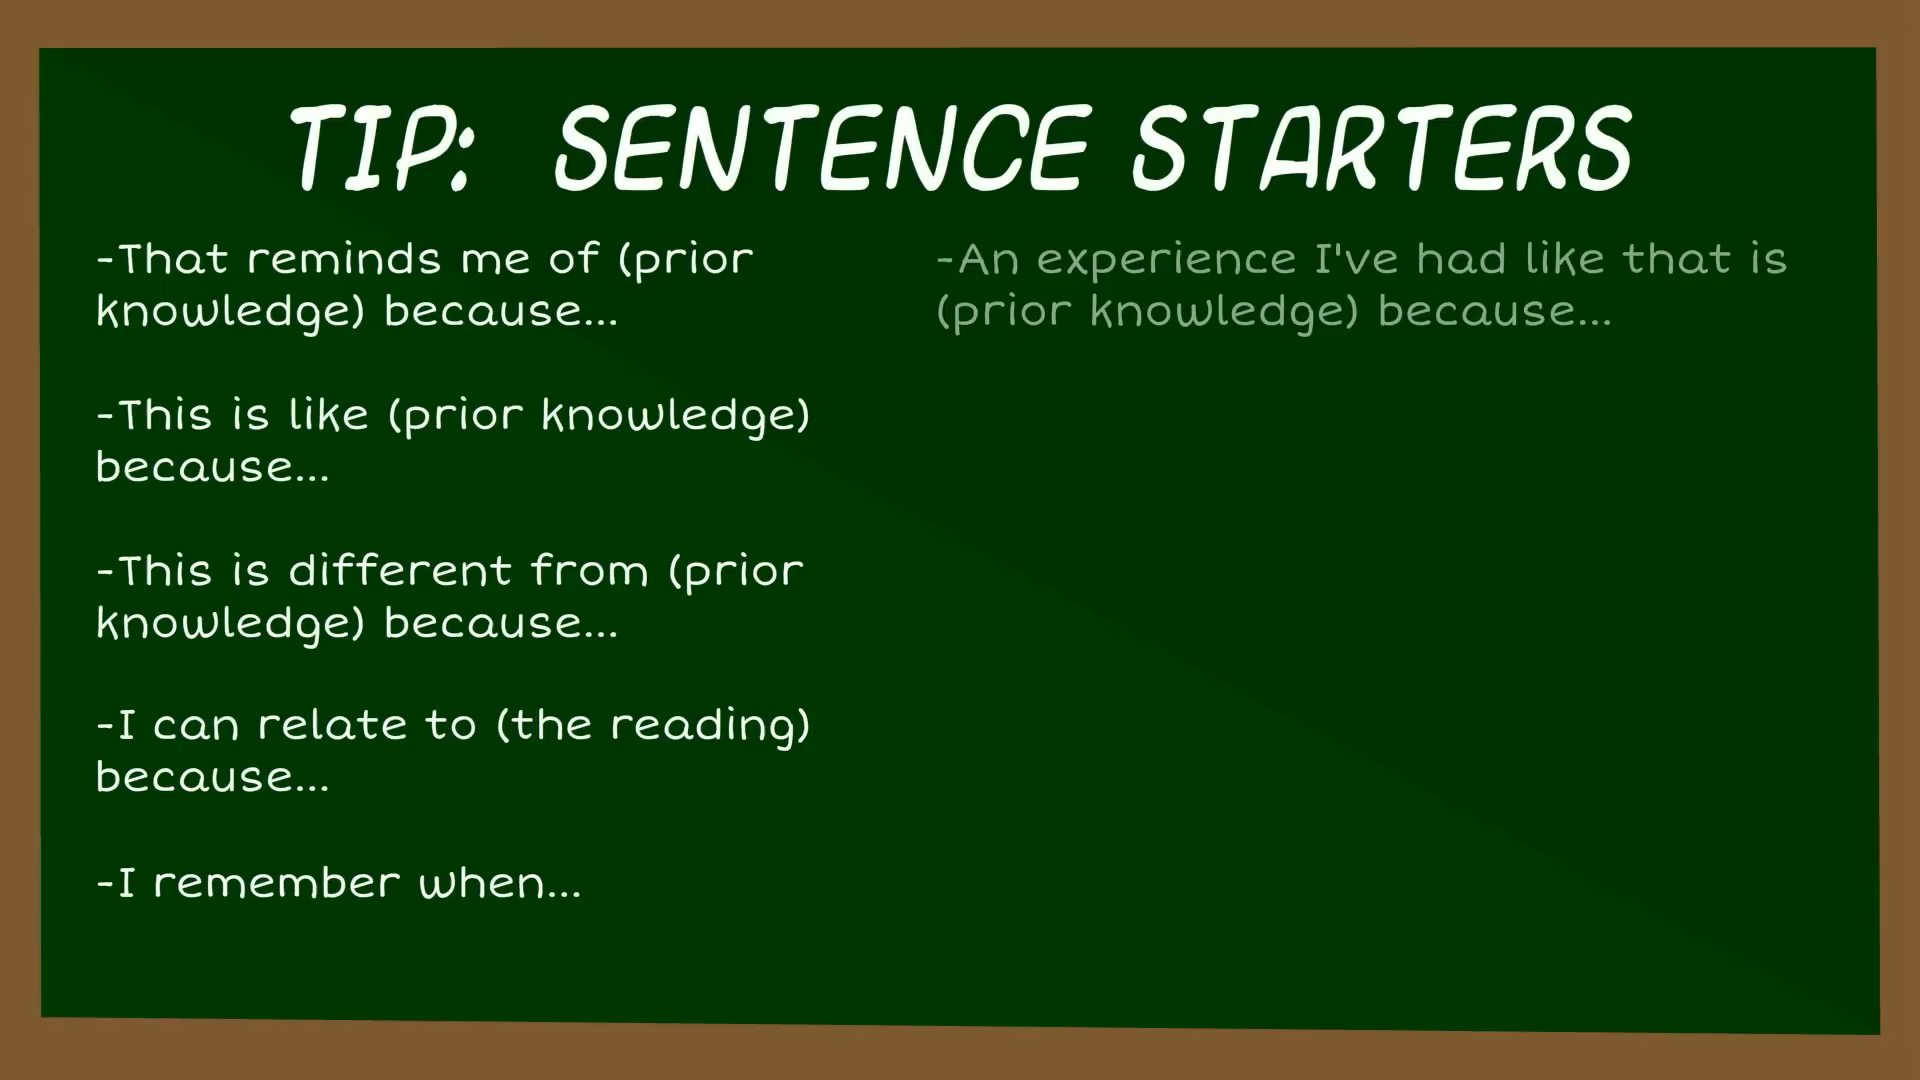 TIP: SENTENCE STARTERS
-That reminds me of (prior
knowledge) because...
-This is like (prior knowledge)
because...
-This is different from (prior
knowledge) because...
-I can relate to (the reading)
because...
-I remember when...
-An experience I've had like that is
(prior knowledge) because...